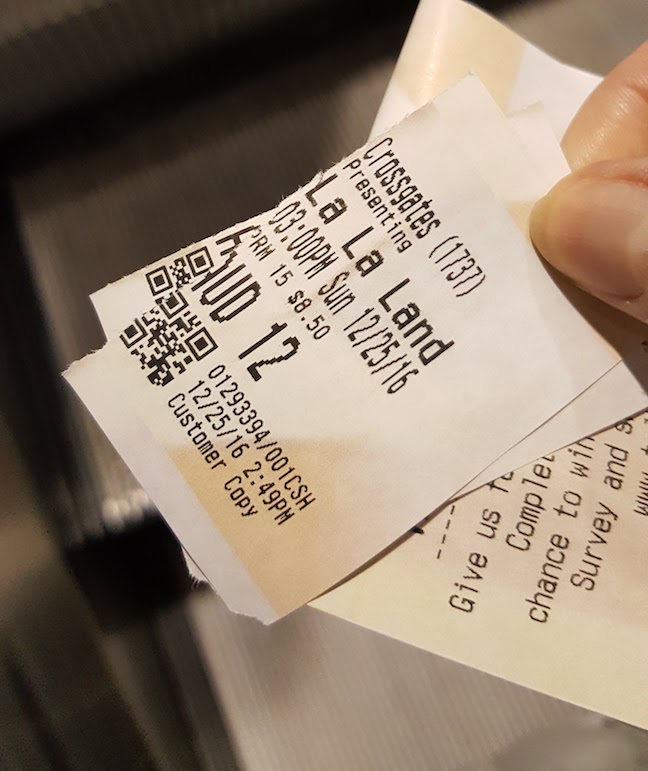 Crossgates (1737)
Presenting
La La Land
03:00PM Sun 12/25/16
PRM 15 $8.50
AUD 12
01293394/001CSH
12/25/16 2:49PM
Customer Copy
Give us
chance to win
Survey and